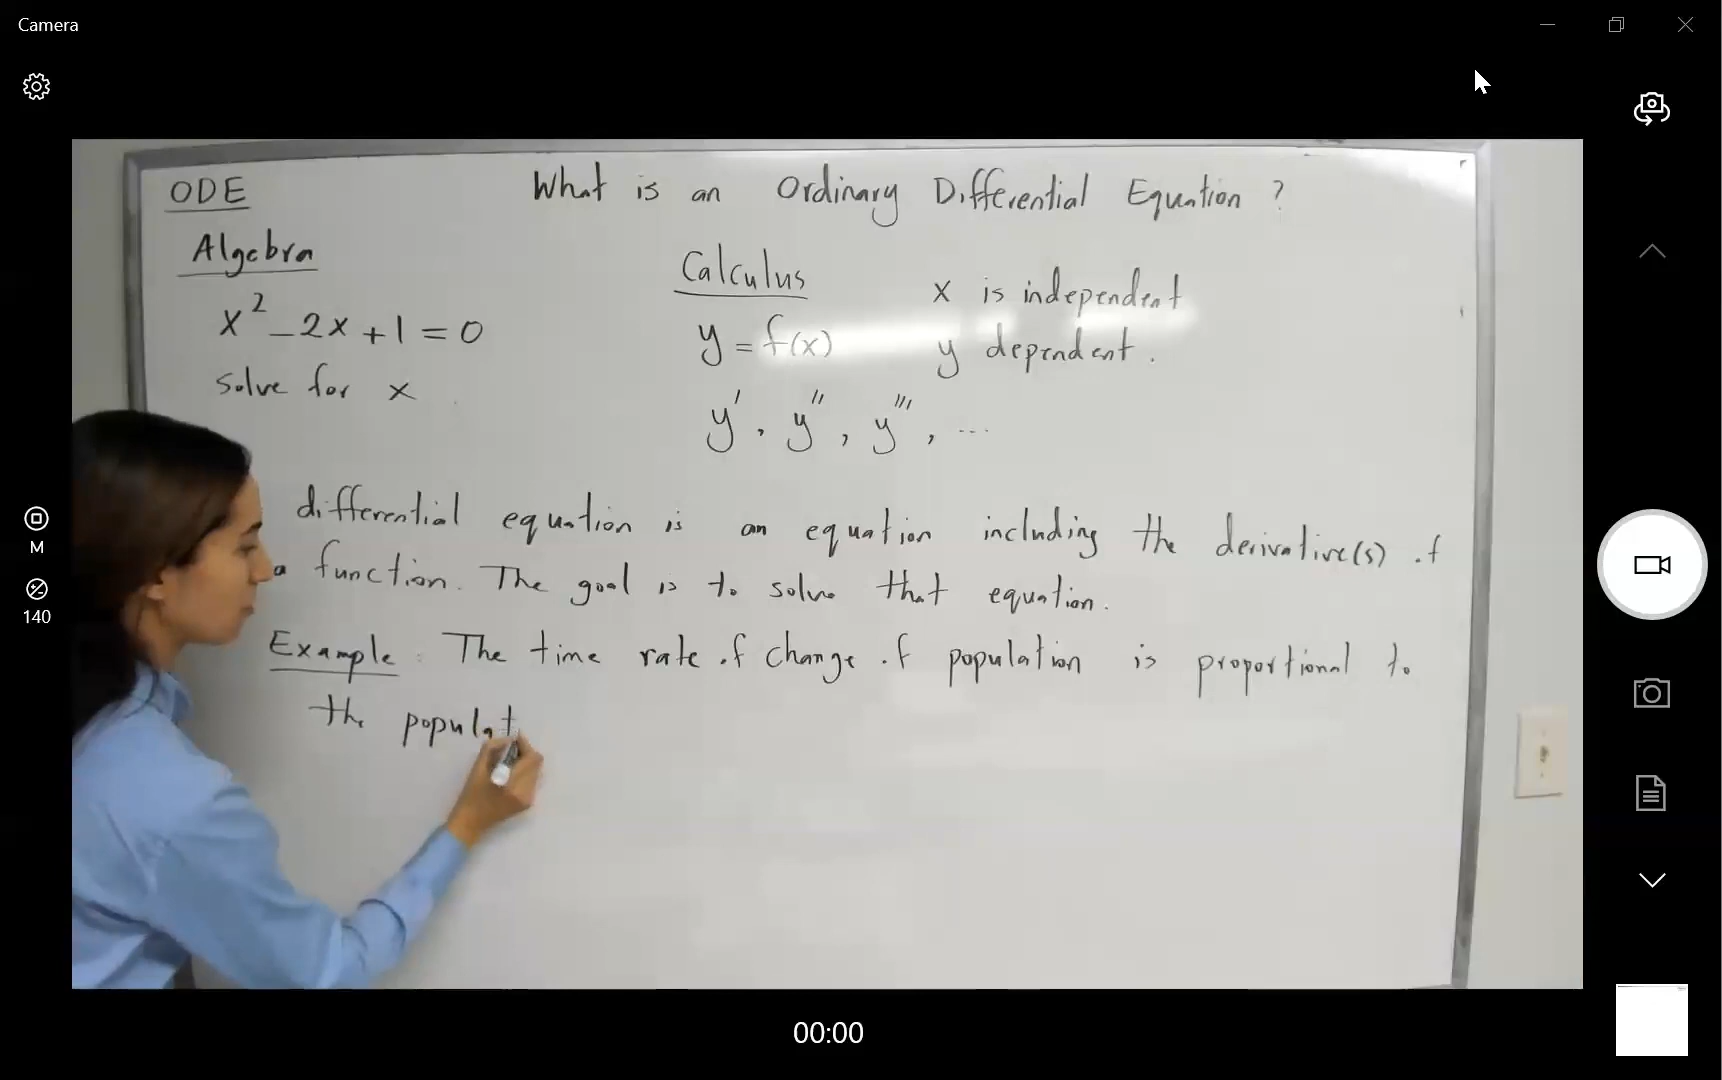 Camera
ODE What is an Ordinary Differential Equation ?
Algebra
x² - 2x + 1 = 0
solve for x
Calculus
y = f(x)
x is independent
y dependent.
y', y'', y''', ...
differential equation is an equation including the derivative(s) of
a function. The goal is to solve that equation.
Example: The time rate of change of population is proportional to
the populat
M
140
00:00